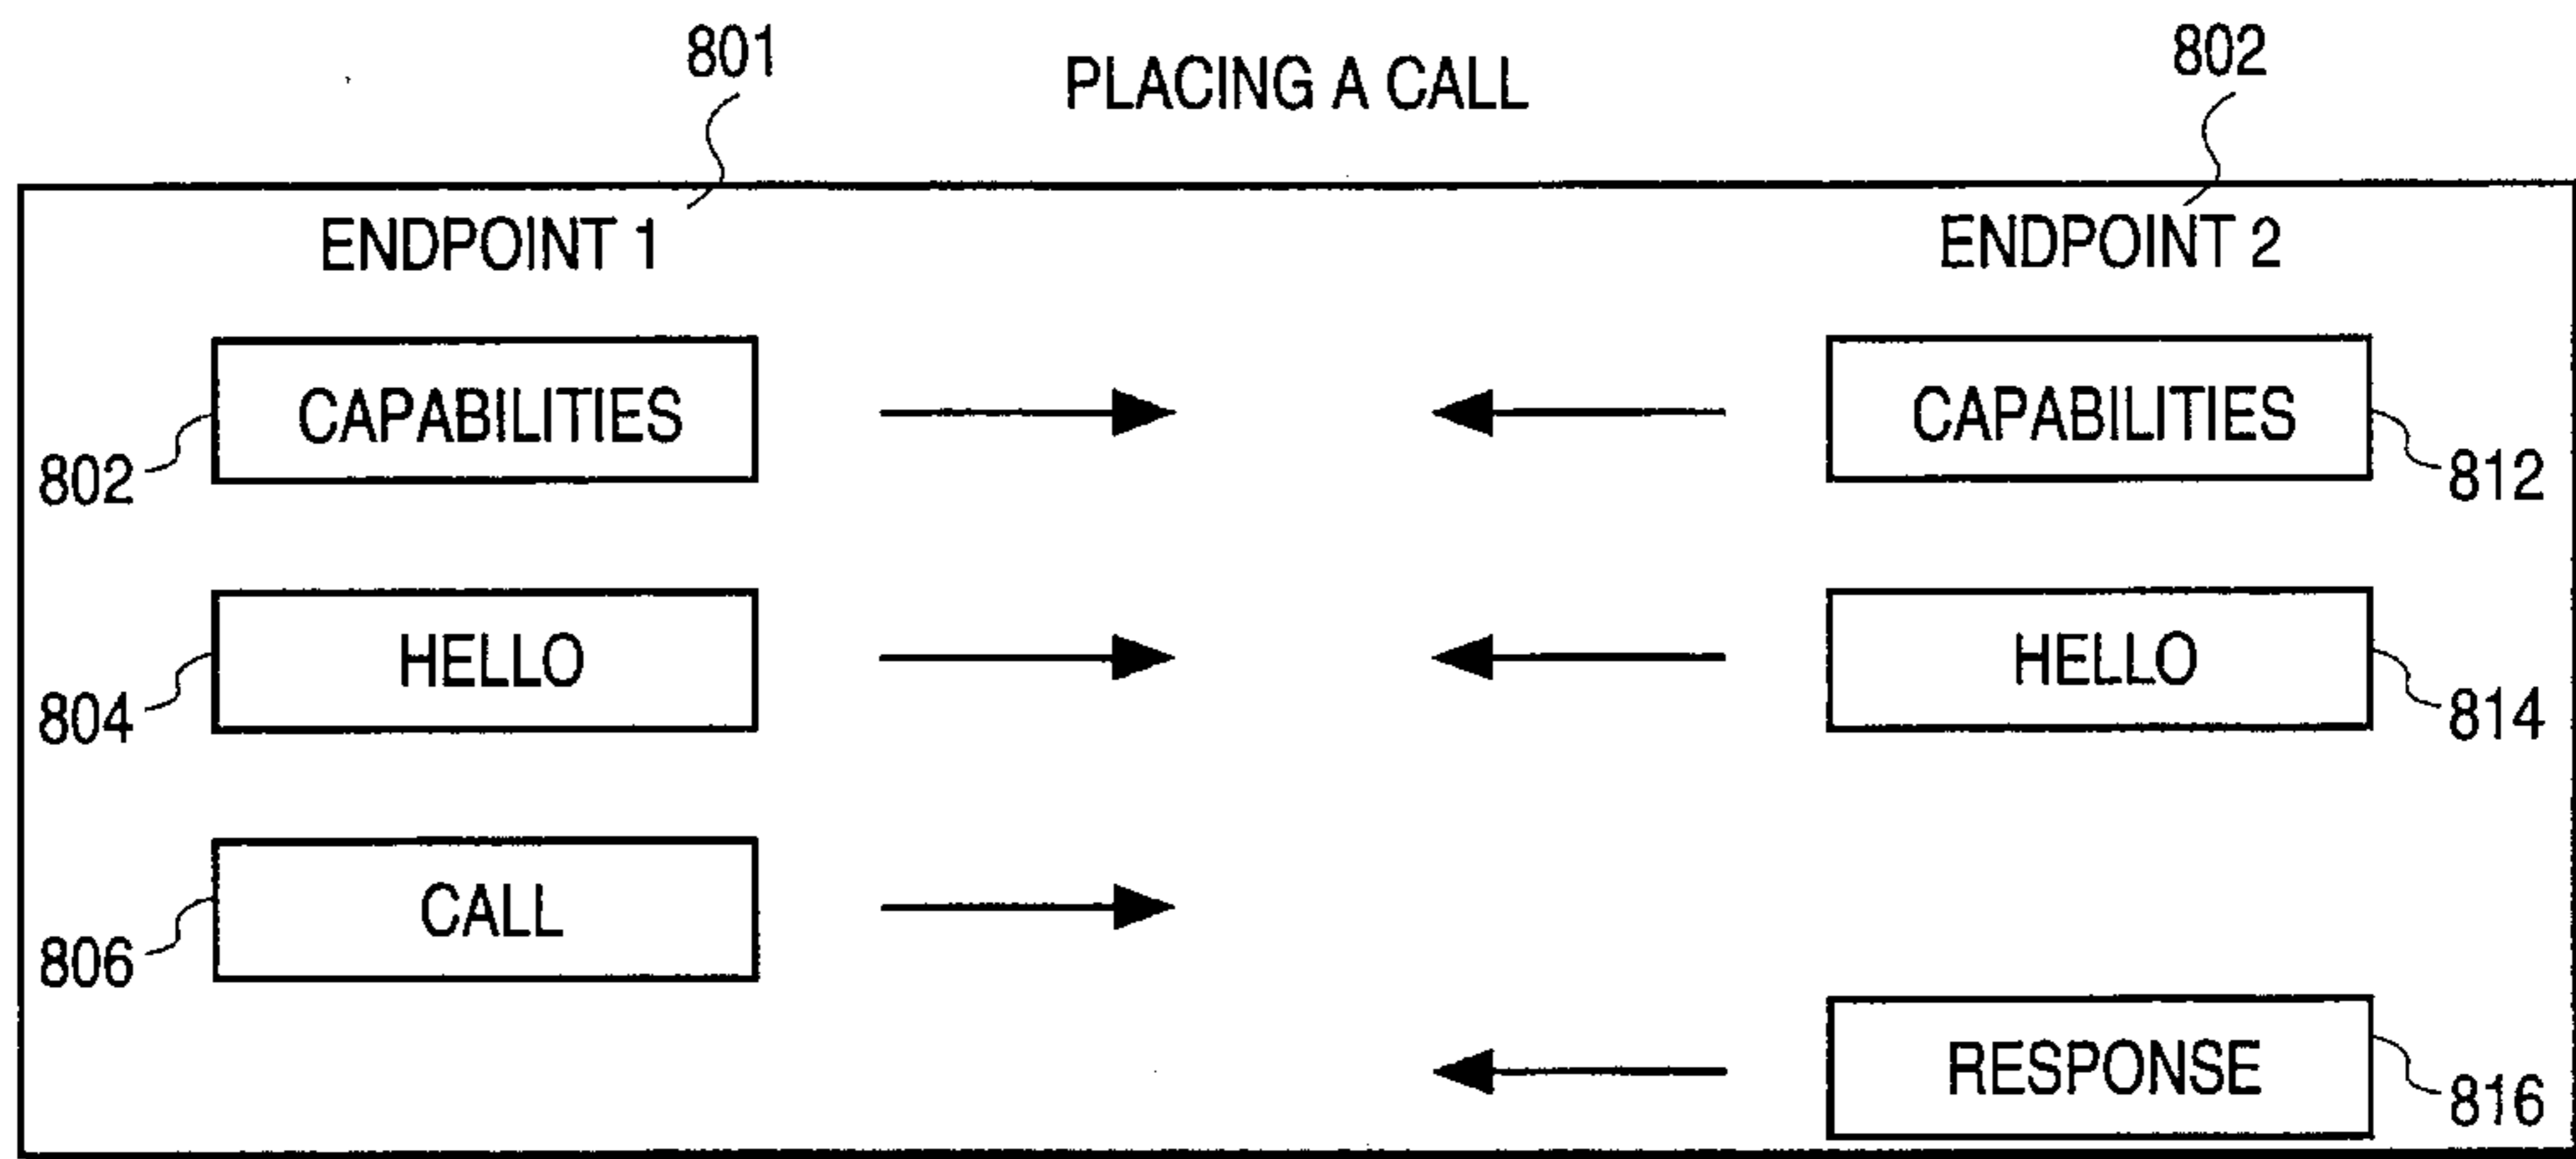 801
PLACING A CALL
802
ENDPOINT 1
ENDPOINT 2
CAPABILITIES
CAPABILITIES
802
812
HELLO
HELLO
804
814
CALL
806
RESPONSE
816